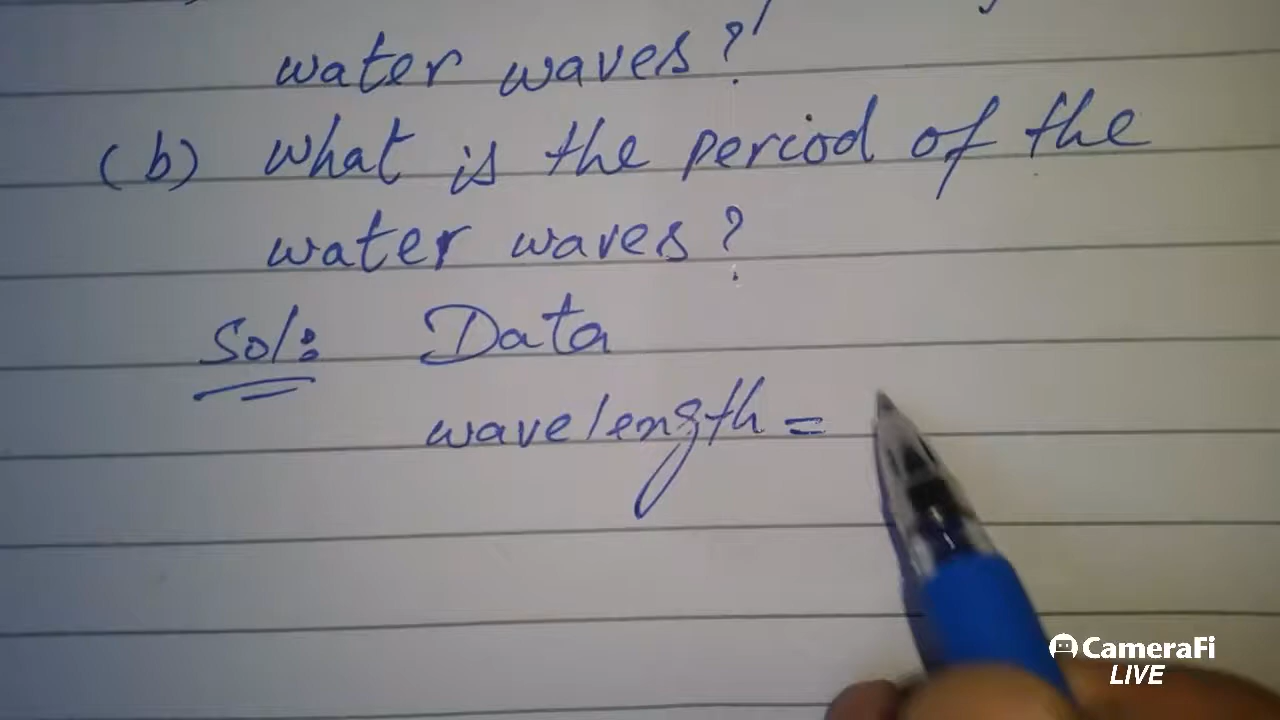 water waves?
(b) What is the period of the
water waves?
Sol: Data
wavelength =
CameraFi
LIVE